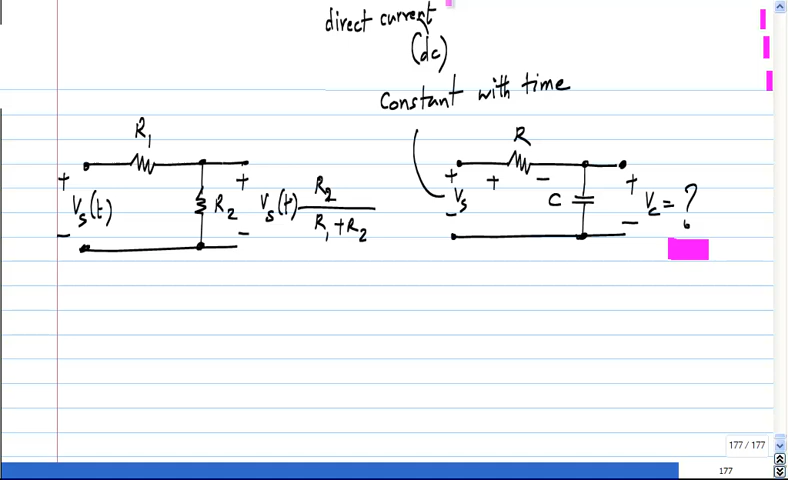 direct current
(dc)
Constant with time
R₁
R
+ Vs(t) −
R₂
+ Vs(t) R₂/(R₁ + R₂) −
+ Vs −
+ −
C
+ Vc = ? −
177 / 177
177